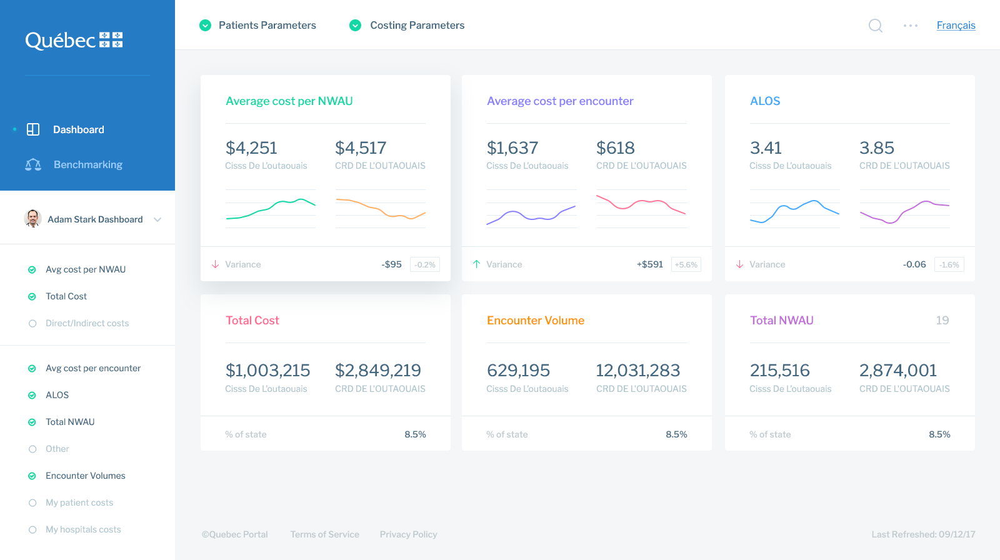 Québec
Patients Parameters
Costing Parameters
Français
Dashboard
Benchmarking
Adam Stark Dashboard
Avg cost per NWAU
Total Cost
Direct/Indirect costs
Avg cost per encounter
ALOS
Total NWAU
Other
Encounter Volumes
My patient costs
My hospitals costs
Average cost per NWAU
$4,251 $4,517
Cisss De L'outaouais CRD DE L'OUTAOUAIS
Variance -$95 -0.2%
Average cost per encounter
$1,637 $618
Cisss De L'outaouais CRD DE L'OUTAOUAIS
Variance +$591 +5.6%
ALOS
3.41 3.85
Cisss De L'outaouais CRD DE L'OUTAOUAIS
Variance -0.06 -1.6%
Total Cost
$1,003,215 $2,849,219
Cisss De L'outaouais CRD DE L'OUTAOUAIS
% of state 8.5%
Encounter Volume
629,195 12,031,283
Cisss De L'outaouais CRD DE L'OUTAOUAIS
% of state 8.5%
Total NWAU 19
215,516 2,874,001
Cisss De L'outaouais CRD DE L'OUTAOUAIS
% of state 8.5%
©Quebec Portal Terms of Service Privacy Policy Last Refreshed: 09/12/17